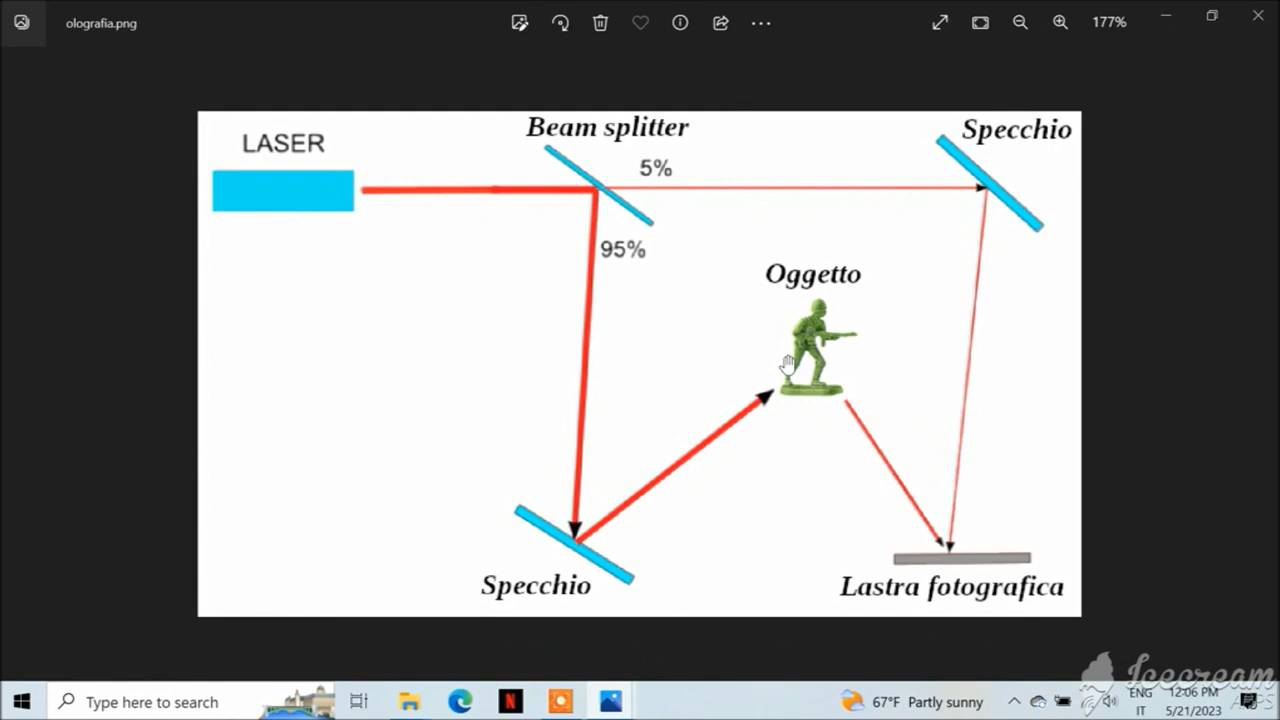 olografia.png
177%
Beam splitter
Specchio
LASER
5%
95%
Oggetto
Specchio
Lastra fotografica
Icecream
APPS
Type here to search
N
67°F Partly sunny
ENG
IT
12:06 PM
5/21/2023